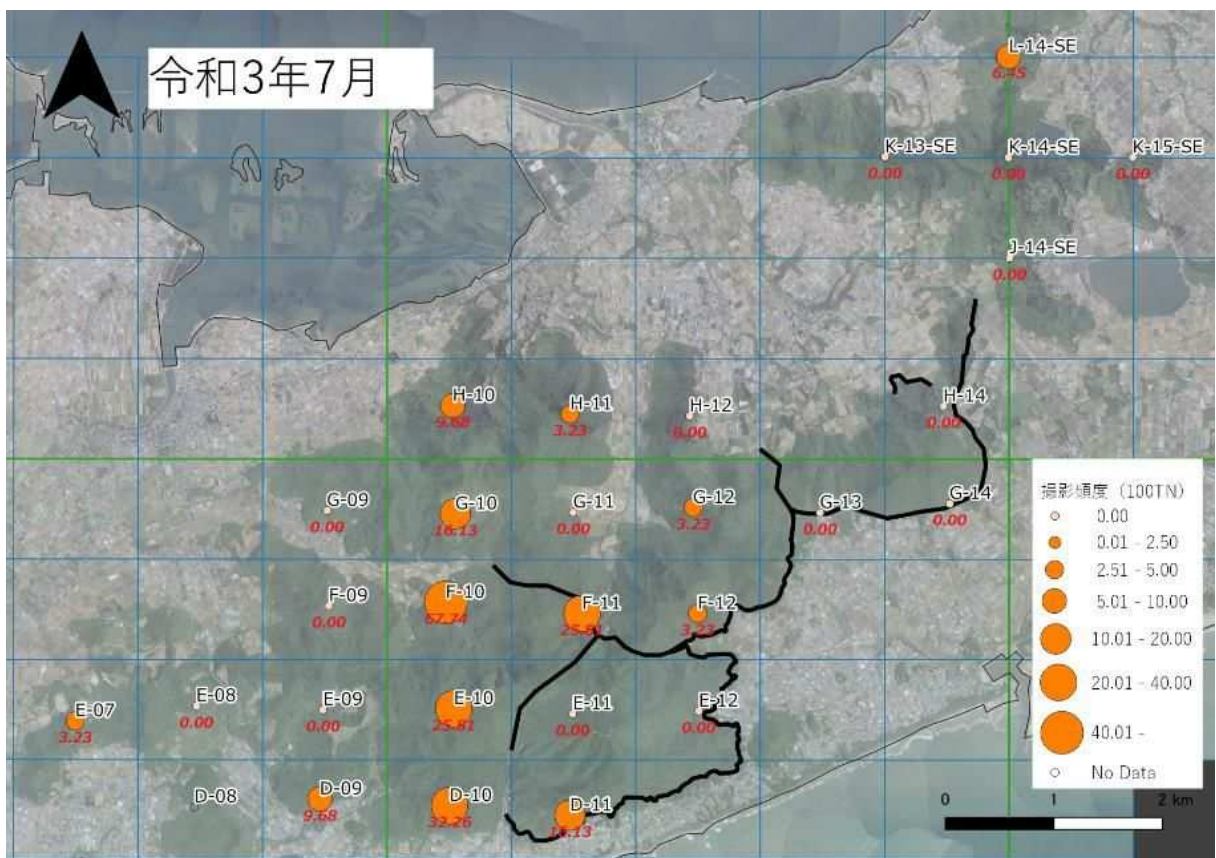 令和3年7月
L-14-SE
6.45
K-13-SE
K-14-SE
K-15-SE
0.00
0.00
0.00
J-14-SE
0.00
H-10
H-11
H-12
H-14
9.68
3.23
0.00
0.00
G-09
G-10
G-11
G-12
G-13
G-14
0.00
16.13
0.00
3.23
0.00
0.00
F-09
F-10
F-11
F-12
0.00
67.74
25.81
3.23
E-07
E-08
E-09
E-10
E-11
E-12
3.23
0.00
0.00
25.81
0.00
0.00
D-08
D-09
D-10
D-11
9.68
32.26
16.13
撮影頻度 (100TN)
0.00
0.01 - 2.50
2.51 - 5.00
5.01 - 10.00
10.01 - 20.00
20.01 - 40.00
40.01 -
No Data
0 1 2 km